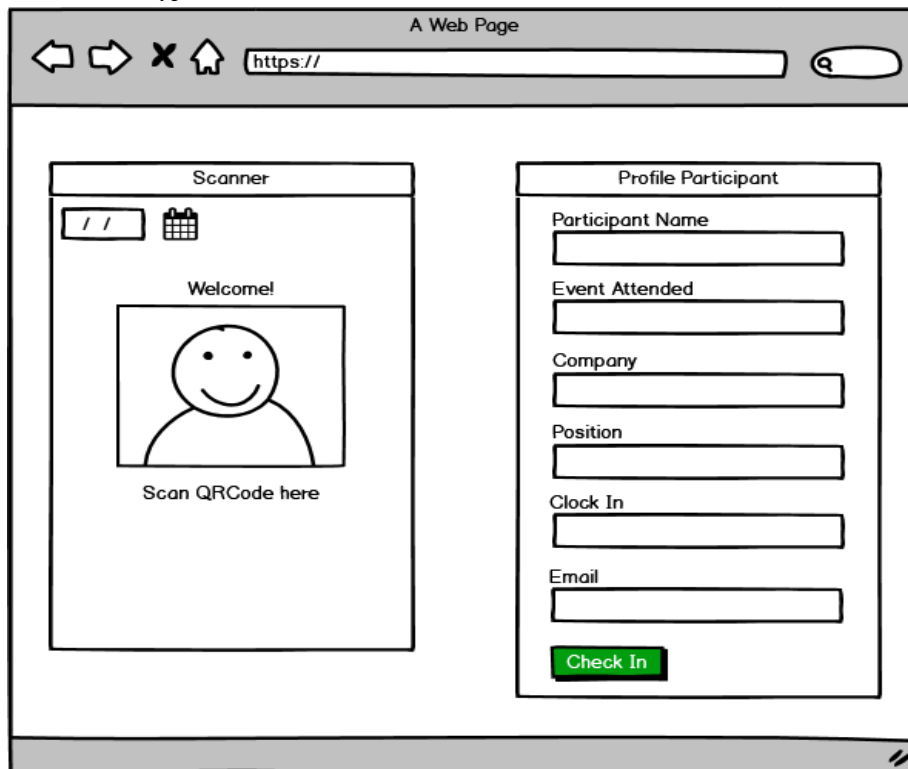 A Web Page
https://
Scanner
/ /
Welcome!
Scan QRCode here
Profile Participant
Participant Name
Event Attended
Company
Position
Clock In
Email
Check In